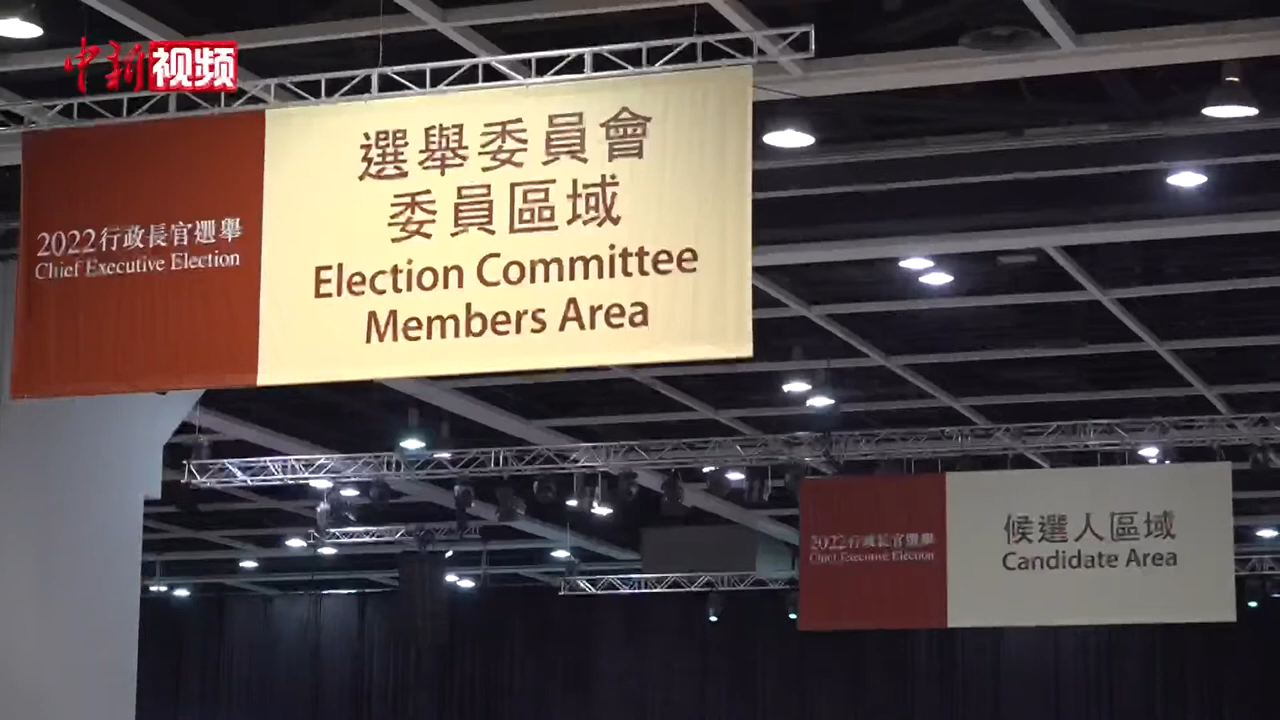 中新视频
2022行政長官選舉
Chief Executive Election
選舉委員會
委員區域
Election Committee
Members Area
2022行政長官選舉
Chief Executive Election
候選人區域
Candidate Area